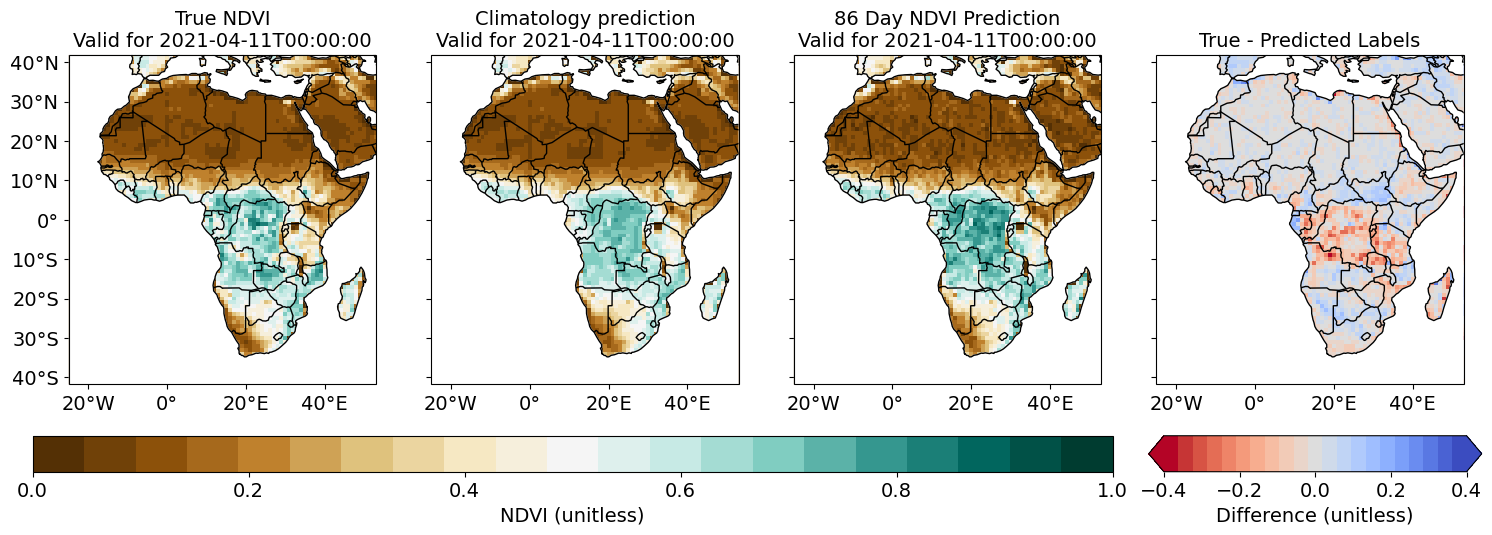 True NDVI
Valid for 2021-04-11T00:00:00
Climatology prediction
Valid for 2021-04-11T00:00:00
86 Day NDVI Prediction
Valid for 2021-04-11T00:00:00
True - Predicted Labels
40°N
30°N
20°N
10°N
0°
10°S
20°S
30°S
40°S
20°W 0° 20°E 40°E
20°W 0° 20°E 40°E
20°W 0° 20°E 40°E
20°W 0° 20°E 40°E
0.0 0.2 0.4 0.6 0.8 1.0
NDVI (unitless)
−0.4 −0.2 0.0 0.2 0.4
Difference (unitless)